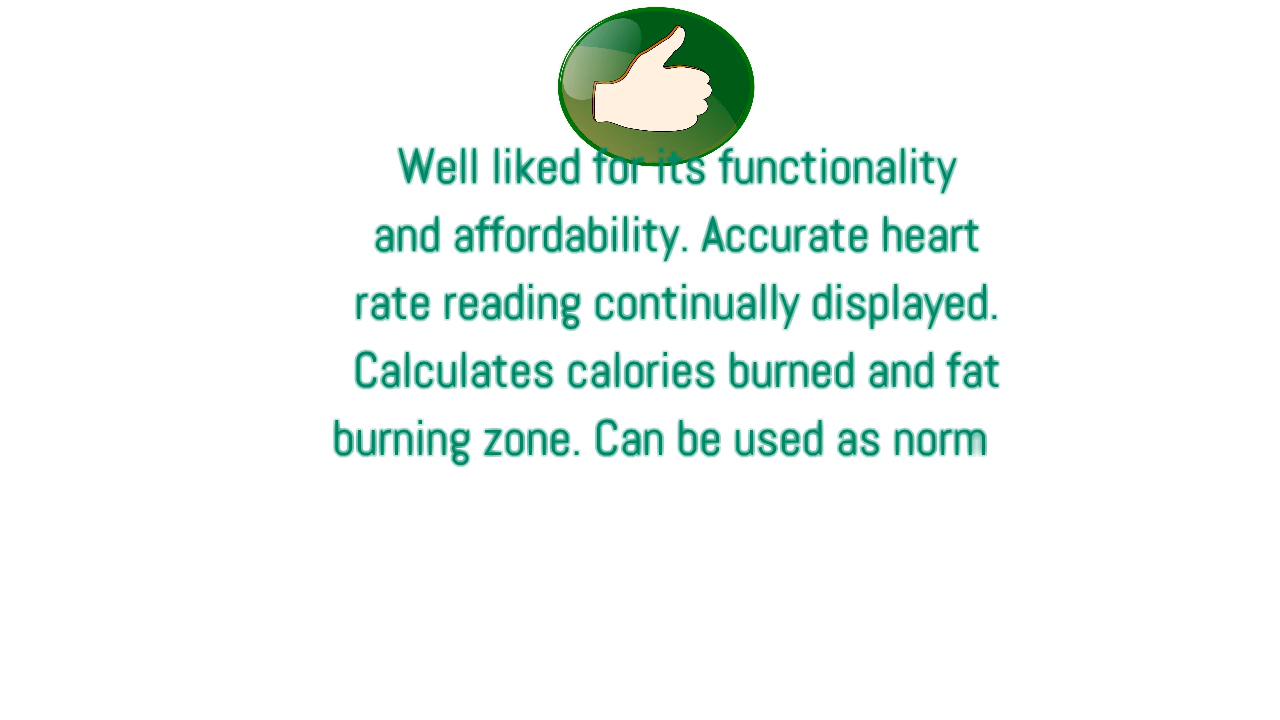 Well liked for its functionality
and affordability. Accurate heart
rate reading continually displayed.
Calculates calories burned and fat
burning zone. Can be used as norm